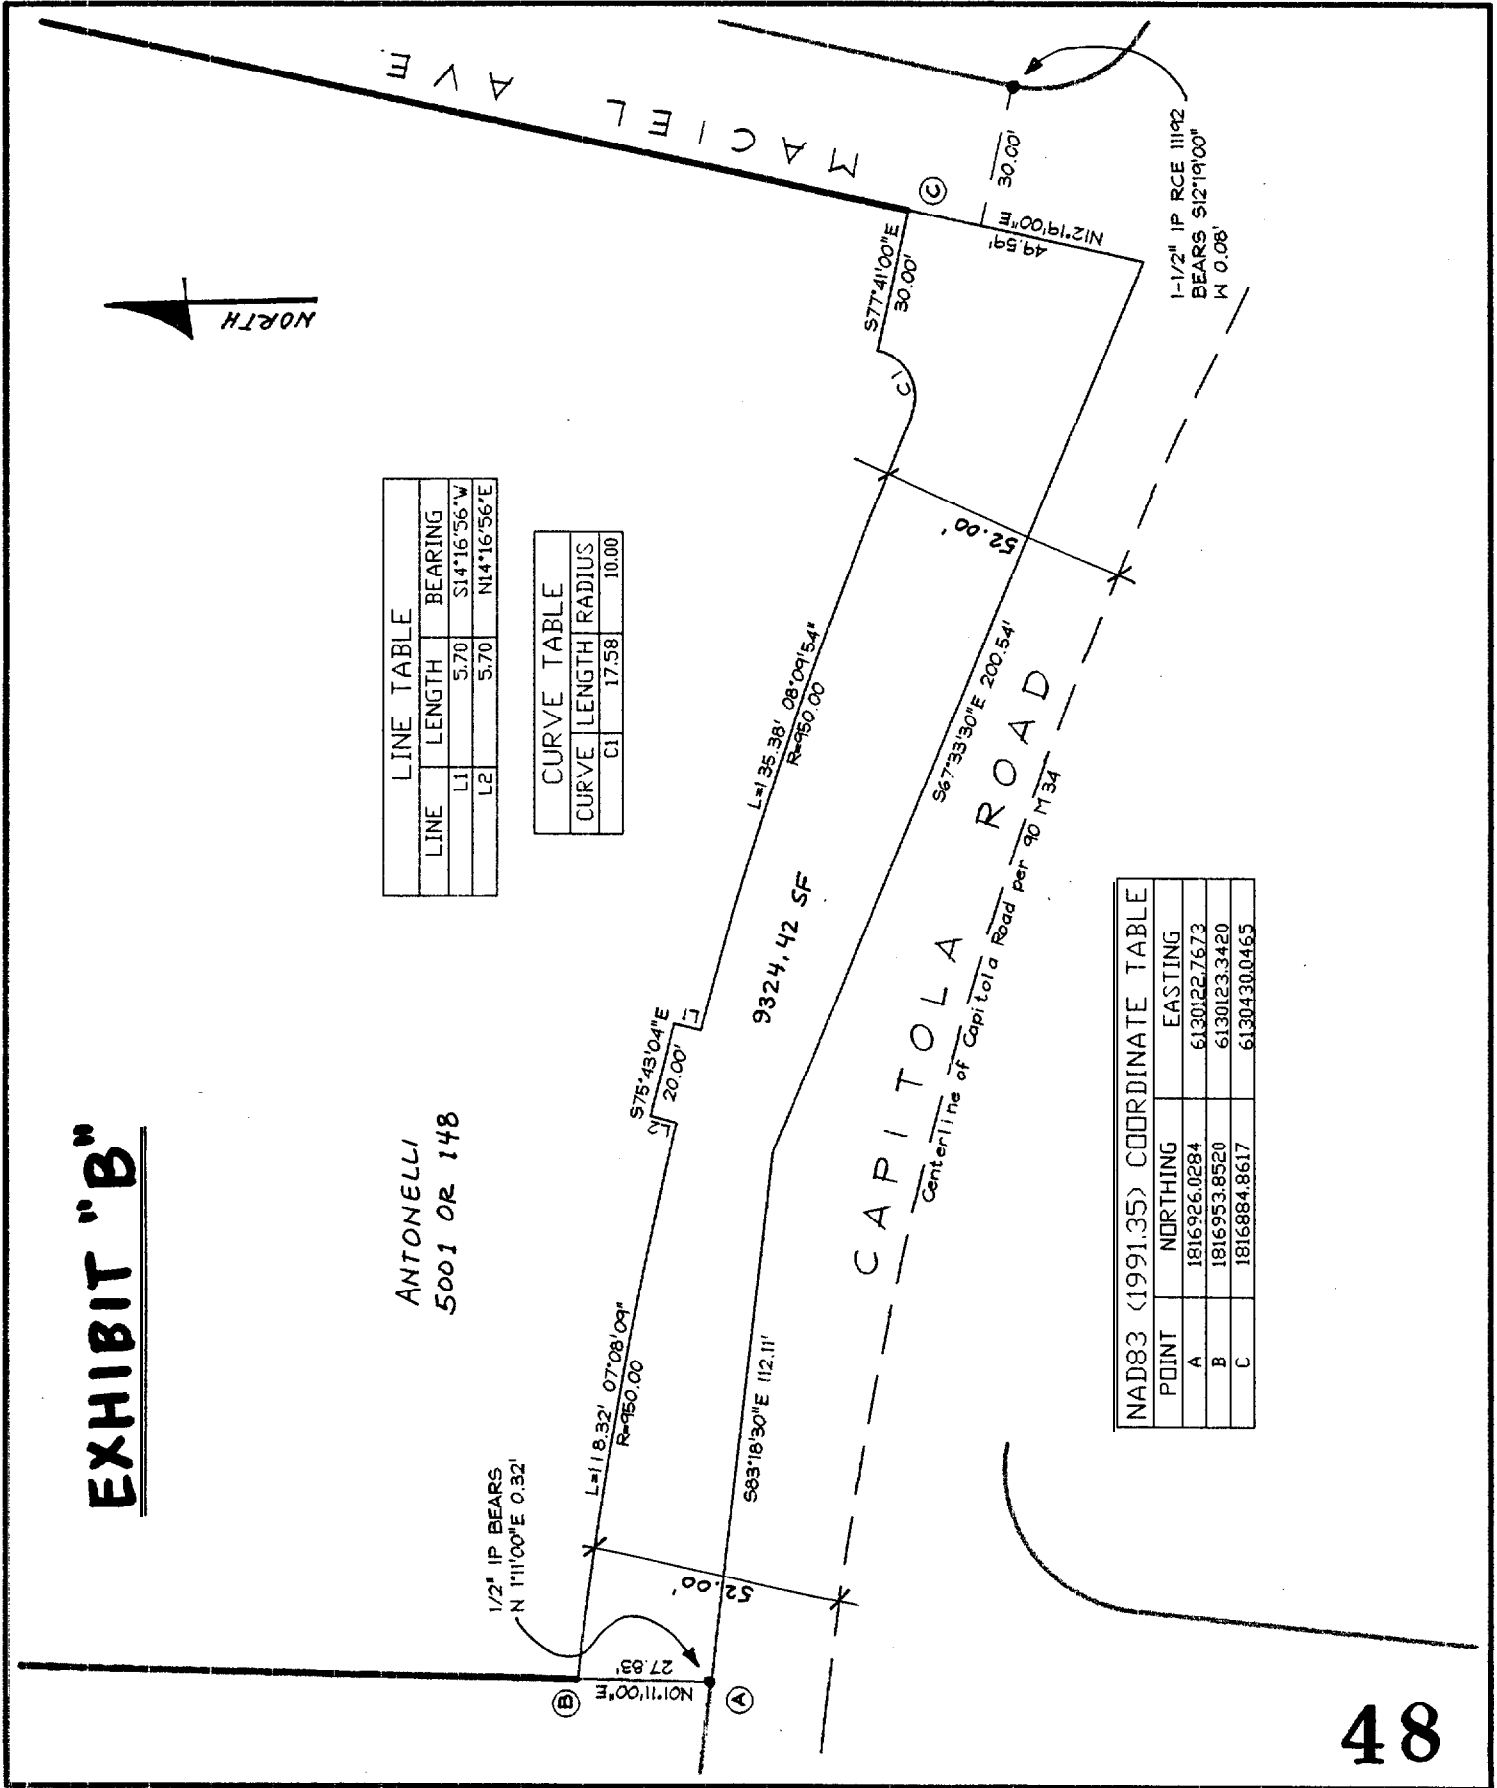 EXHIBIT "B"
ANTONELLI
5001 OR 148
NORTH
MACIEL AVE
LINE TABLE
LINE LENGTH BEARING
L1 5.70 S14°16'56"W
L2 5.70 N14°16'56"E
CURVE TABLE
CURVE LENGTH RADIUS
C1 17.58 10.00
1/2" IP BEARS
N 1°11'00"E 0.32'
B
N01°11'00"E
27.83'
A
L=118.32' 07°08'09"
R=950.00
52.00'
S83°18'30"E 112.11'
L2
S75°43'04"E
20.00'
L1
9324.42 SF
L=135.38' 08°09'54"
R=950.00
S67°33'30"E 200.54'
52.00'
C1
S77°41'00"E
30.00'
C
N12°19'00"E
49.59'
30.00'
1-1/2" IP RCE 11192
BEARS S12°19'00"
W 0.08'
CAPITOLA ROAD
Centerline of Capitola Road per 90 M 34
NAD83 (1991.35) COORDINATE TABLE
POINT NORTHING EASTING
A 1816926.0284 6130122.7673
B 1816953.8520 6130123.3420
C 1816884.8617 6130430.0465
48